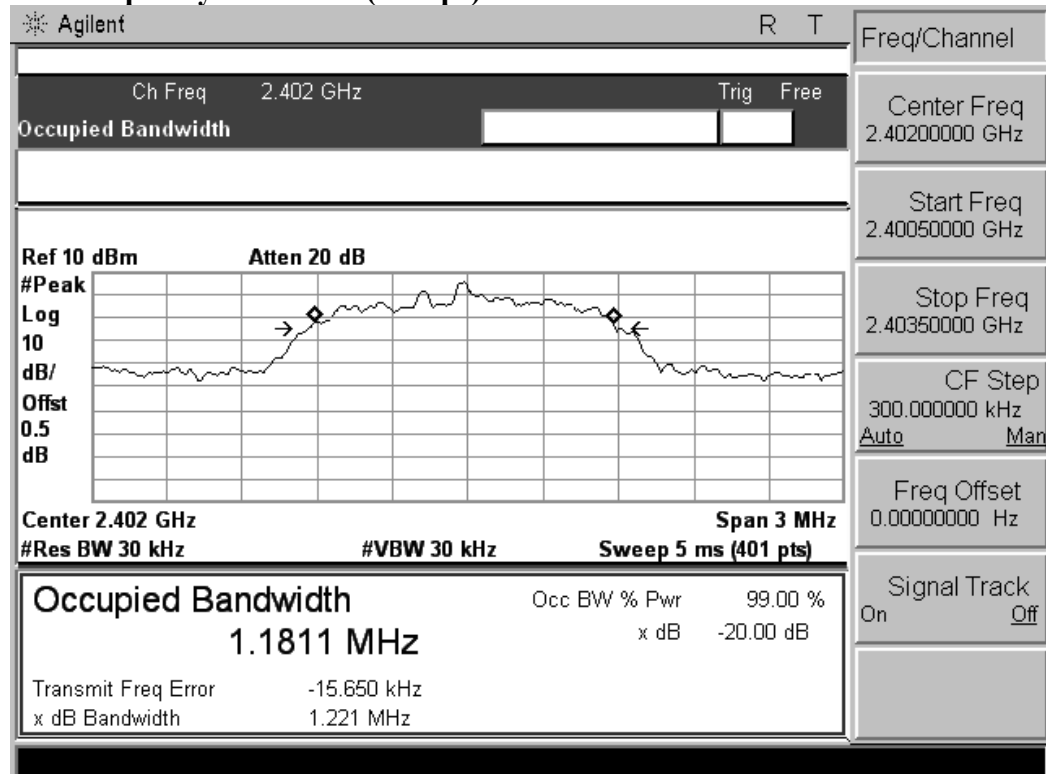 Agilent R T
Freq/Channel
Ch Freq 2.402 GHz Trig Free
Occupied Bandwidth
Center Freq
2.40200000 GHz
Start Freq
2.40050000 GHz
Stop Freq
2.40350000 GHz
CF Step
300.000000 kHz
Auto Man
Freq Offset
0.00000000 Hz
Signal Track
On Off
Ref 10 dBm Atten 20 dB
#Peak
Log
10
dB/
Offst
0.5
dB
Center 2.402 GHz Span 3 MHz
#Res BW 30 kHz #VBW 30 kHz Sweep 5 ms (401 pts)
Occupied Bandwidth Occ BW % Pwr 99.00 %
1.1811 MHz x dB -20.00 dB
Transmit Freq Error -15.650 kHz
x dB Bandwidth 1.221 MHz